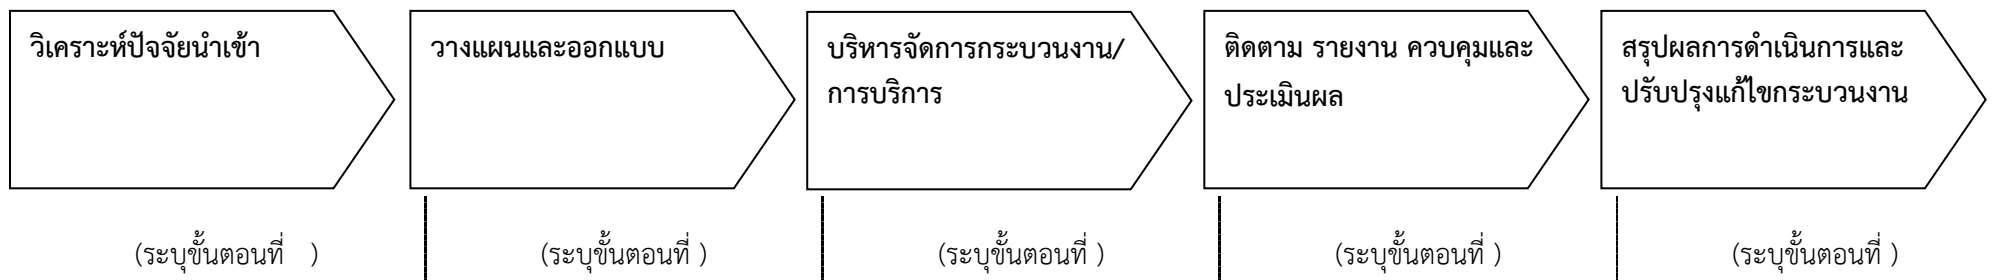 วิเคราะห์ปัจจัยนำเข้า
วางแผนและออกแบบ
บริหารจัดการกระบวนงาน/
การบริการ
ติดตาม รายงาน ควบคุมและ
ประเมินผล
สรุปผลการดำเนินการและ
ปรับปรุงแก้ไขกระบวนงาน
(ระบุขั้นตอนที่ )
(ระบุขั้นตอนที่ )
(ระบุขั้นตอนที่ )
(ระบุขั้นตอนที่ )
(ระบุขั้นตอนที่ )